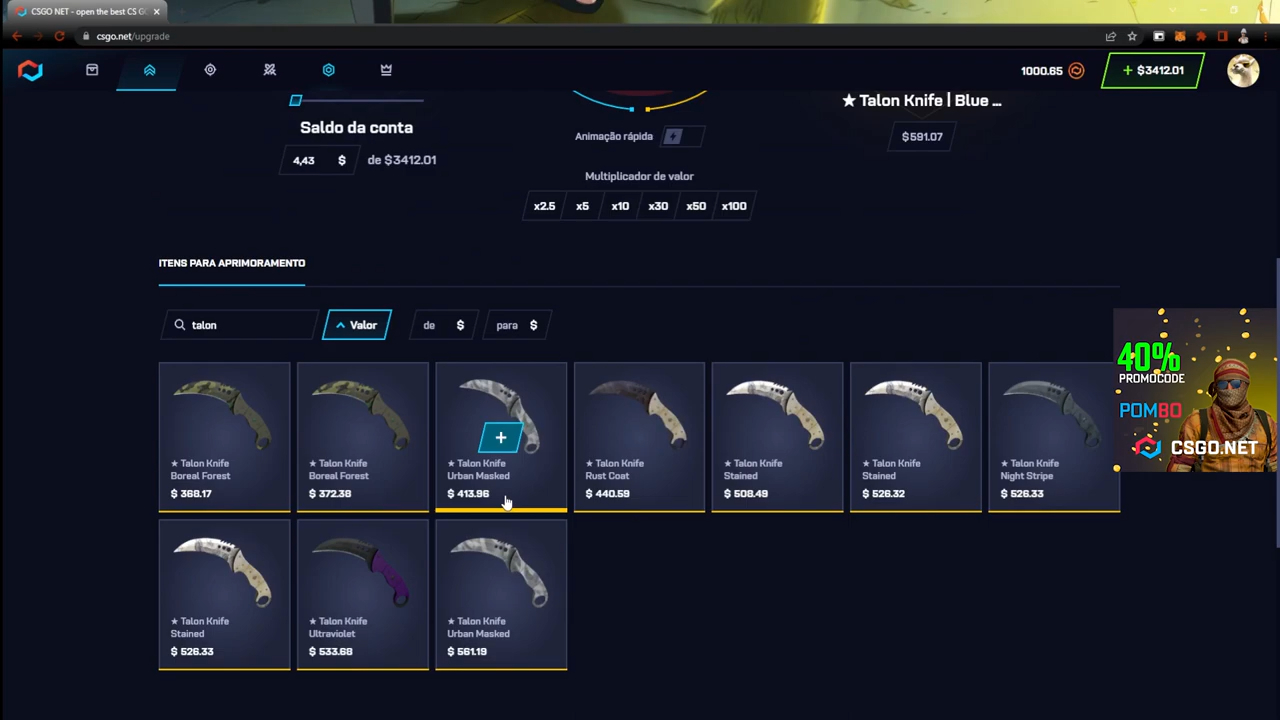 CSGO NET - open the best CS G
csgo.net/upgrade
1000.65
+ $3412.01
Saldo da conta
4,43 $ de $3412.01
Animação rápida
Multiplicador de valor
x2.5 x5 x10 x30 x50 x100
★ Talon Knife | Blue ...
$591.07
ITENS PARA APRIMORAMENTO
talon
Valor
de $
para $
★ Talon Knife
Boreal Forest
$ 368.17
★ Talon Knife
Boreal Forest
$ 372.38
+
★ Talon Knife
Urban Masked
$ 413.96
★ Talon Knife
Rust Coat
$ 440.59
★ Talon Knife
Stained
$ 508.49
★ Talon Knife
Stained
$ 526.32
★ Talon Knife
Night Stripe
$ 526.33
★ Talon Knife
Stained
$ 526.33
★ Talon Knife
Ultraviolet
$ 533.68
★ Talon Knife
Urban Masked
$ 561.19
40%
PROMOCODE
POMBO
CSGO.NET